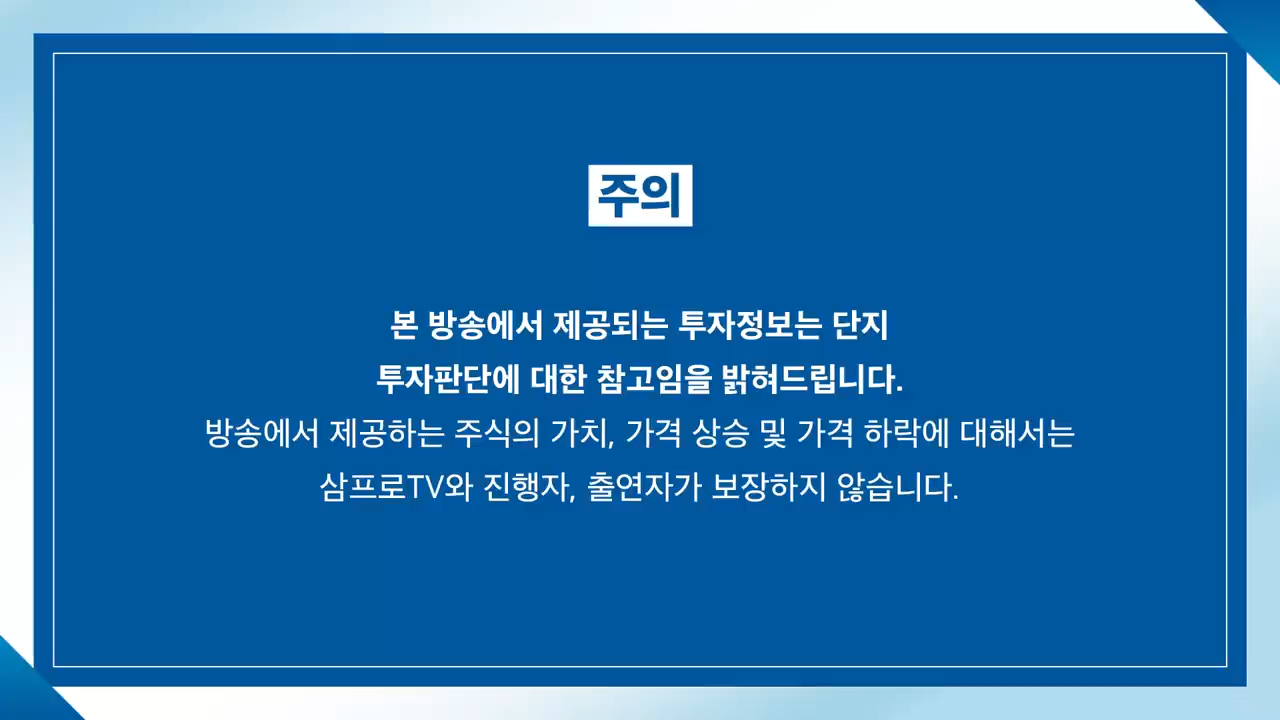 주의
본 방송에서 제공되는 투자정보는 단지
투자판단에 대한 참고임을 밝혀드립니다.
방송에서 제공하는 주식의 가치, 가격 상승 및 가격 하락에 대해서는
삼프로TV와 진행자, 출연자가 보장하지 않습니다.